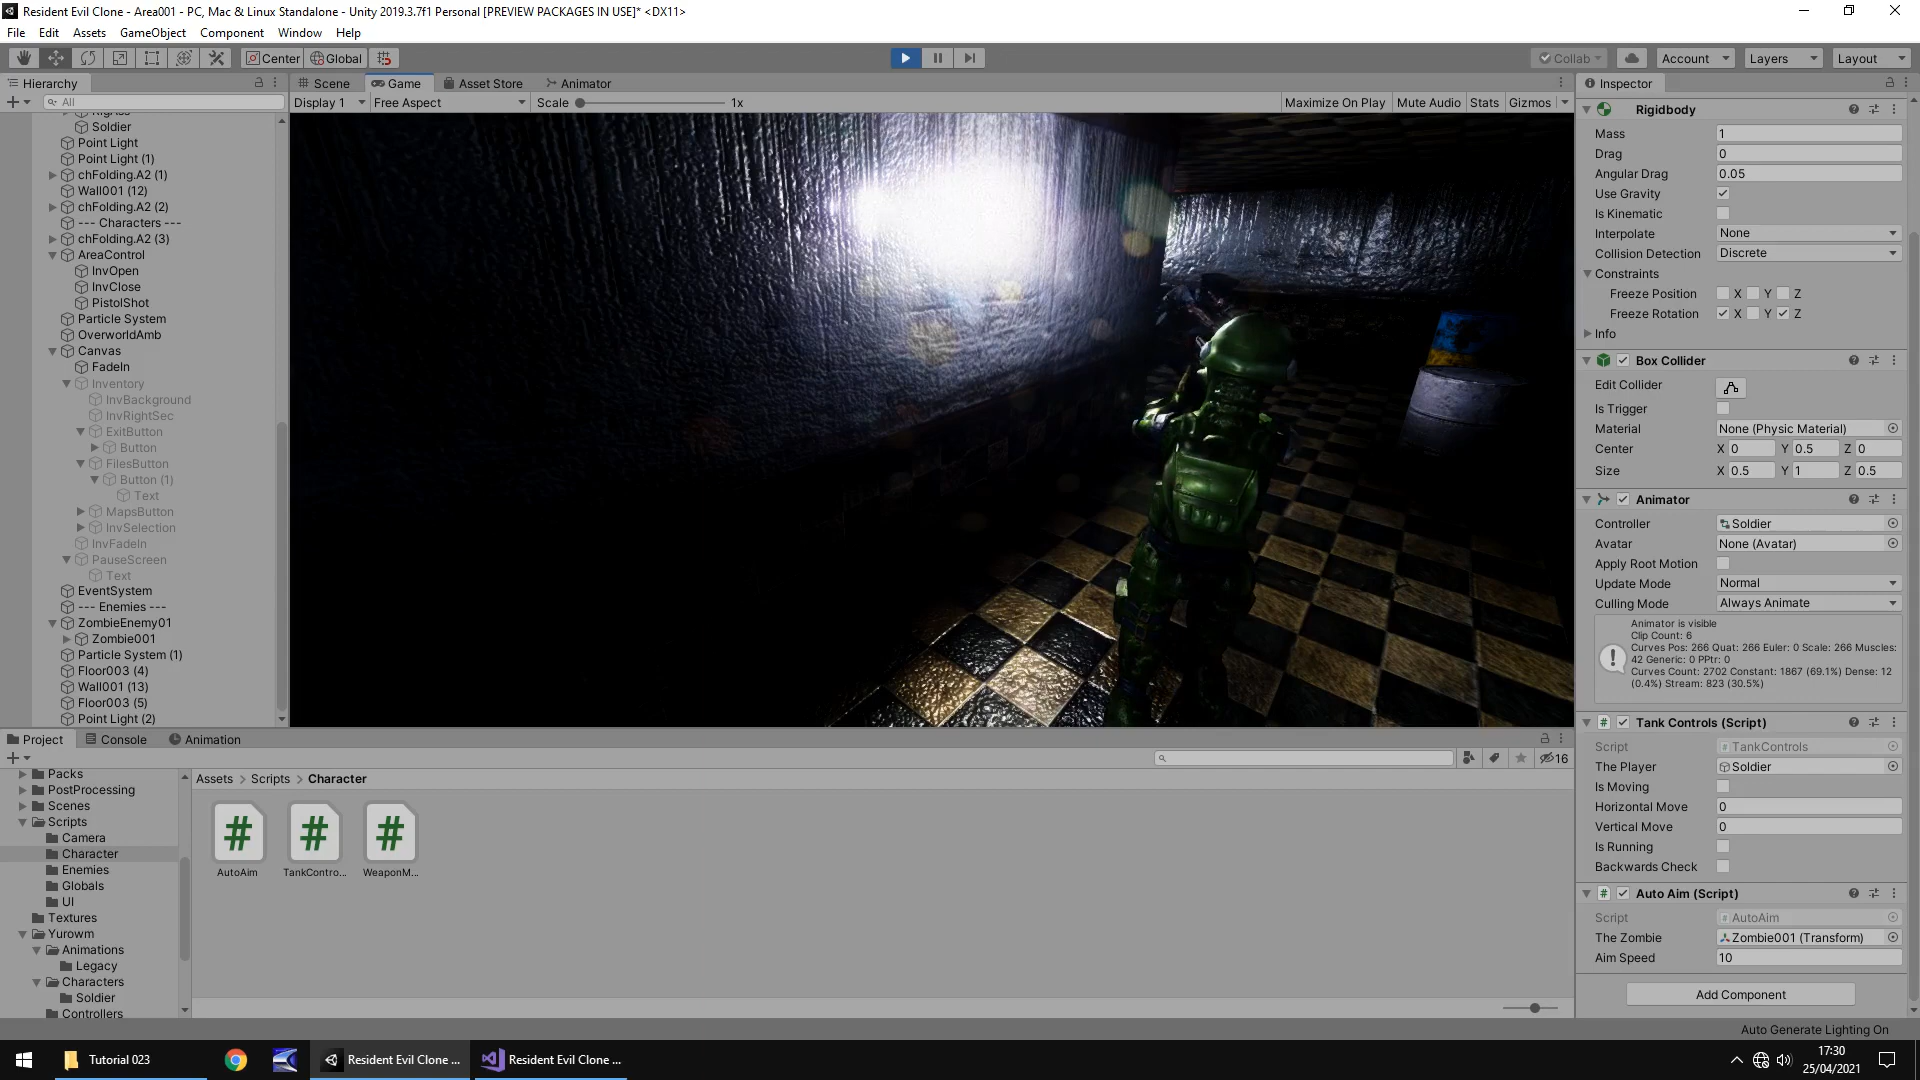 Resident Evil Clone - Area001 - PC, Mac & Linux Standalone - Unity 2019.3.7f1 Personal [PREVIEW PACKAGES IN USE]* <DX11>
File Edit Assets GameObject Component Window Help
Center Global Collab Account Layers Layout
Hierarchy
All
Soldier
Point Light
Point Light (1)
chFolding.A2 (1)
Wall001 (12)
chFolding.A2 (2)
--- Characters ---
chFolding.A2 (3)
AreaControl
InvOpen
InvClose
PistolShot
Particle System
OverworldAmb
Canvas
FadeIn
Inventory
InvBackground
InvRightSec
ExitButton
Button
FilesButton
Button (1)
Text
MapsButton
InvSelection
InvFadeIn
PauseScreen
Text
EventSystem
--- Enemies ---
ZombieEnemy01
Zombie001
Particle System (1)
Floor003 (4)
Wall001 (13)
Floor003 (5)
Point Light (2)
Scene Game Asset Store Animator
Display 1 Free Aspect Scale 1x Maximize On Play Mute Audio Stats Gizmos
Inspector
Rigidbody
Mass 1
Drag 0
Angular Drag 0.05
Use Gravity
Is Kinematic
Interpolate None
Collision Detection Discrete
Constraints
Freeze Position X Y Z
Freeze Rotation X Y Z
Info
Box Collider
Edit Collider
Is Trigger
Material None (Physic Material)
Center X 0 Y 0.5 Z 0
Size X 0.5 Y 1 Z 0.5
Animator
Controller Soldier
Avatar None (Avatar)
Apply Root Motion
Update Mode Normal
Culling Mode Always Animate
Animator is visible
Clip Count: 6
Curves Pos: 266 Quat: 266 Euler: 0 Scale: 266 Muscles:
42 Generic: 0 PPtr: 0
Curves Count: 2702 Constant: 1867 (69.1%) Dense: 12
(0.4%) Stream: 823 (30.5%)
Tank Controls (Script)
Script TankControls
The Player Soldier
Is Moving
Horizontal Move 0
Vertical Move 0
Is Running
Backwards Check
Auto Aim (Script)
Script AutoAim
The Zombie Zombie001 (Transform)
Aim Speed 10
Add Component
Project Console Animation
16
Packs
PostProcessing
Scenes
Scripts
Camera
Character
Enemies
Globals
UI
Textures
Yurowm
Animations
Legacy
Characters
Soldier
Controllers
Assets > Scripts > Character
AutoAim TankContro... WeaponM...
Auto Generate Lighting On
Tutorial 023 Resident Evil Clone ... Resident Evil Clone ...
17:30
25/04/2021